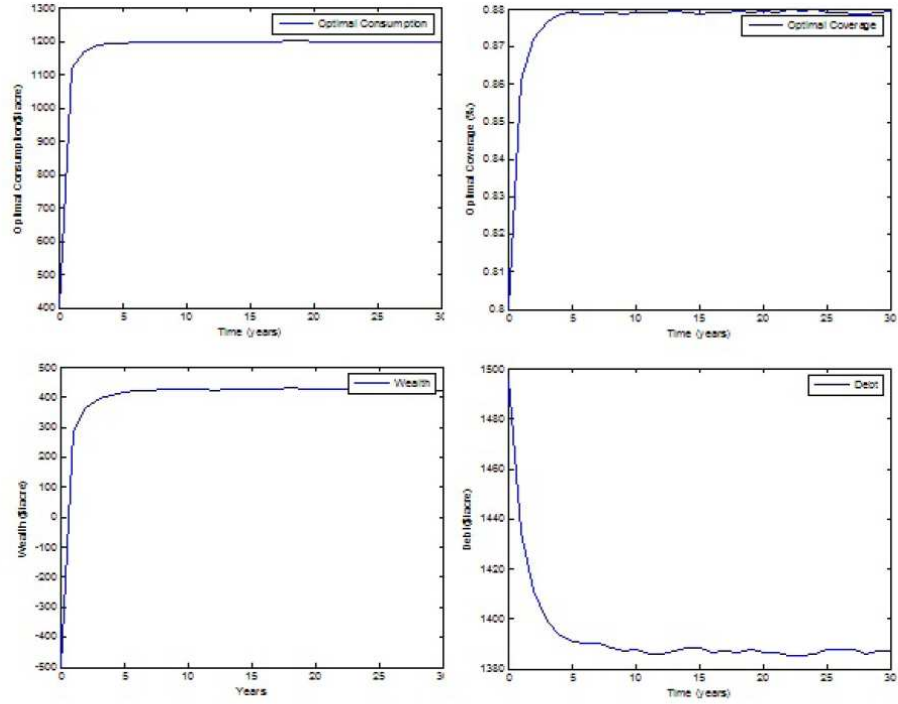 1300
1200
1100
1000
900
800
700
600
500
400
Optimal Consumption($/acre)
Optimal Consumption
0 5 10 15 20 25 30
Time (years)
0.88
0.87
0.86
0.85
0.84
0.83
0.82
0.81
0.8
Optimal Coverage (%)
Optimal Coverage
0 5 10 15 20 25 30
Time (years)
500
400
300
200
100
0
-100
-200
-300
-400
-500
Wealth ($/acre)
Wealth
0 5 10 15 20 25 30
Years
1500
1480
1460
1440
1420
1400
1380
Debt($/acre)
Debt
0 5 10 15 20 25 30
Time (years)